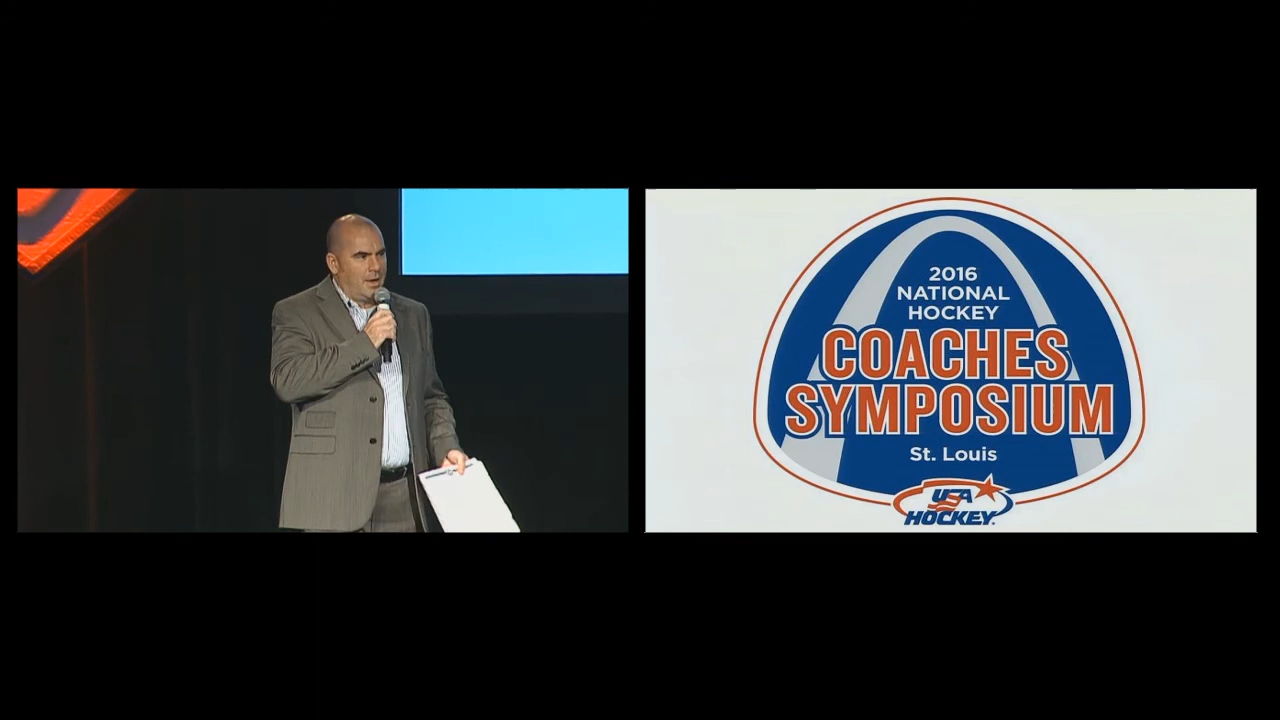 2016
NATIONAL
HOCKEY
COACHES
SYMPOSIUM
St. Louis
USA
HOCKEY